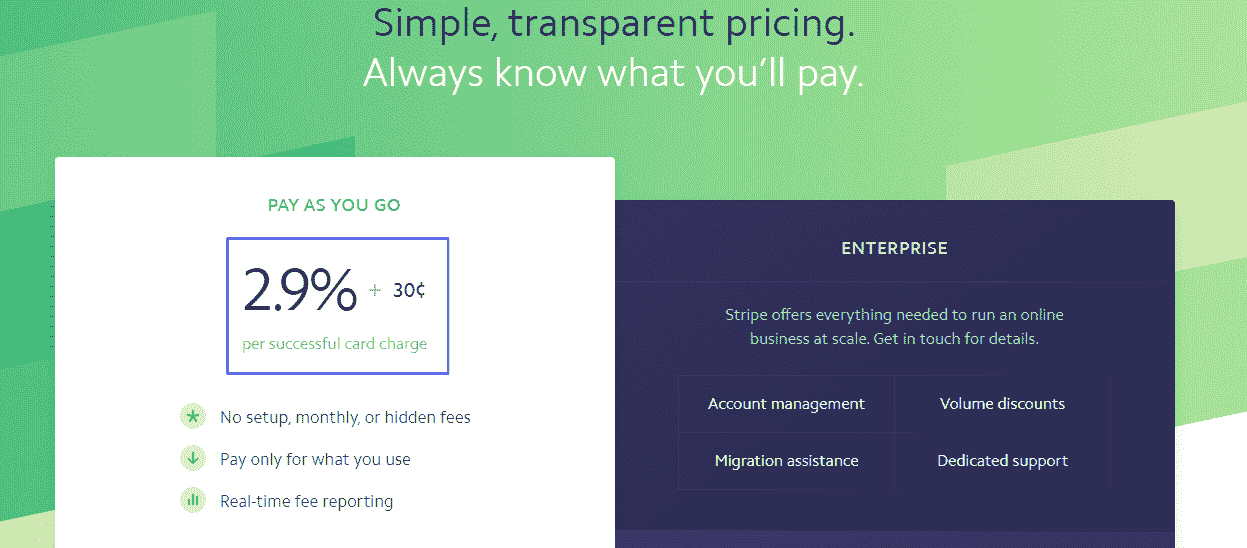 Simple, transparent pricing.
Always know what you'll pay.
PAY AS YOU GO
2.9% + 30¢
per successful card charge
No setup, monthly, or hidden fees
Pay only for what you use
Real-time fee reporting
ENTERPRISE
Stripe offers everything needed to run an online
business at scale. Get in touch for details.
Account management
Volume discounts
Migration assistance
Dedicated support